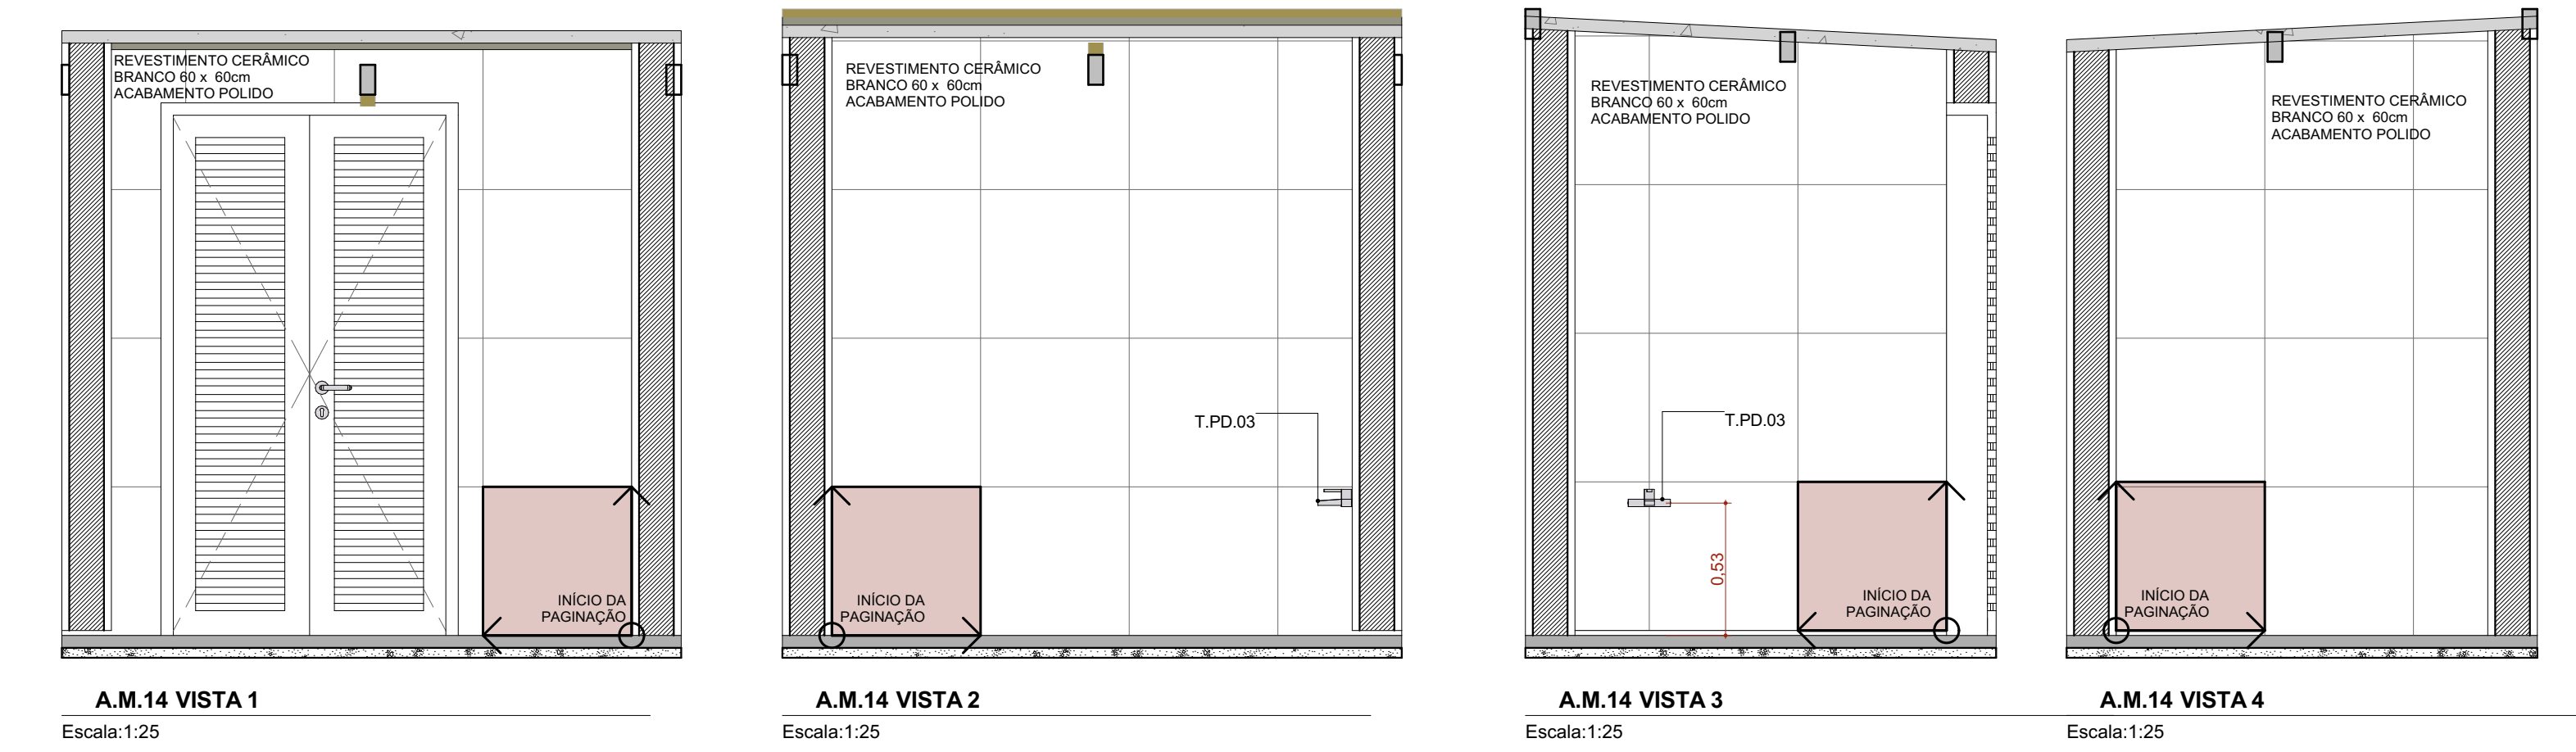 REVESTIMENTO CERÂMICO
BRANCO 60 x  60cm
ACABAMENTO POLIDO
INÍCIO DA
PAGINAÇÃO
A.M.14 VISTA 1
Escala:1:25
REVESTIMENTO CERÂMICO
BRANCO 60 x  60cm
ACABAMENTO POLIDO
T.PD.03
INÍCIO DA
PAGINAÇÃO
A.M.14 VISTA 2
Escala:1:25
REVESTIMENTO CERÂMICO
BRANCO 60 x  60cm
ACABAMENTO POLIDO
T.PD.03
0,53
INÍCIO DA
PAGINAÇÃO
A.M.14 VISTA 3
Escala:1:25
REVESTIMENTO CERÂMICO
BRANCO 60 x  60cm
ACABAMENTO POLIDO
INÍCIO DA
PAGINAÇÃO
A.M.14 VISTA 4
Escala:1:25